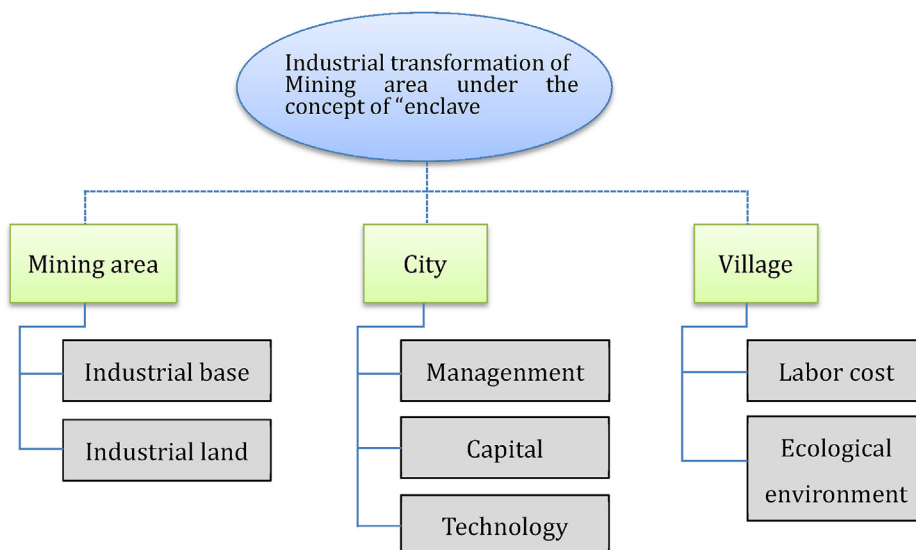 Industrial transformation of
Mining area under the
concept of “enclave
Mining area
City
Village
Industrial base
Industrial land
Managenment
Capital
Technology
Labor cost
Ecological
environment